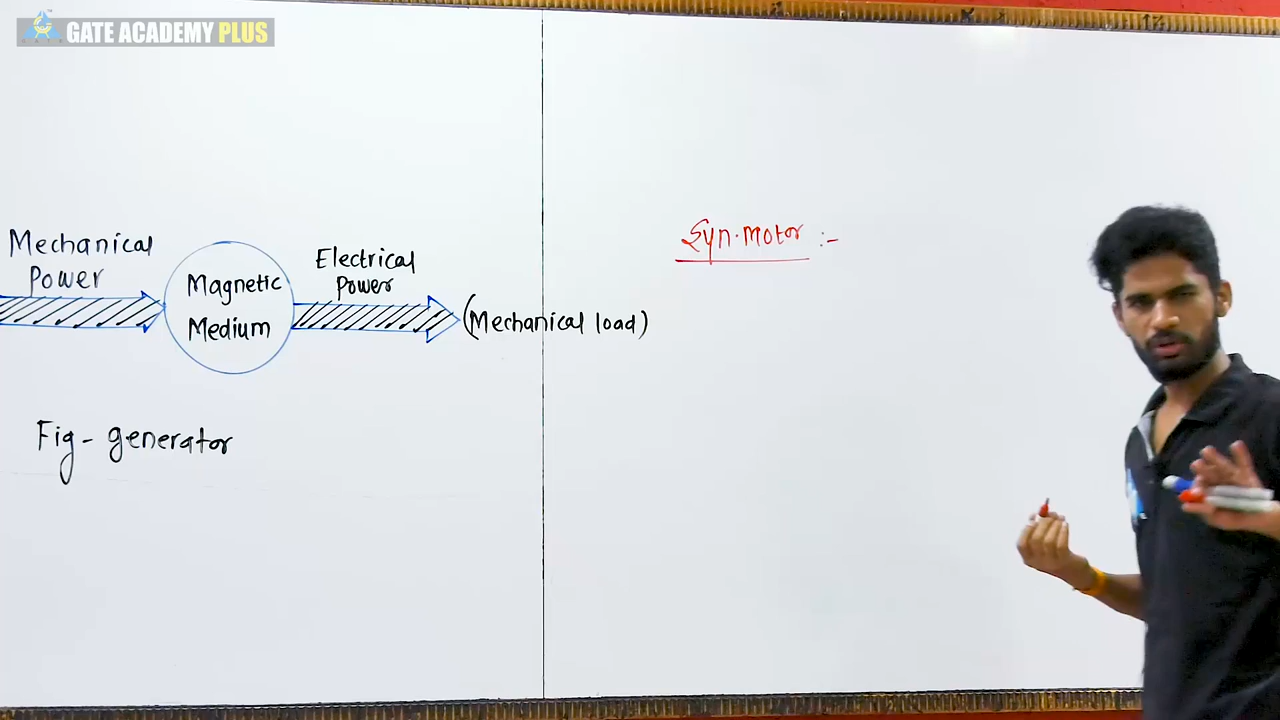 GATE ACADEMY PLUS
Mechanical
Power
Magnetic
Medium
Electrical
Power
(Mechanical load)
Fig- generator
Syn. Motor :-